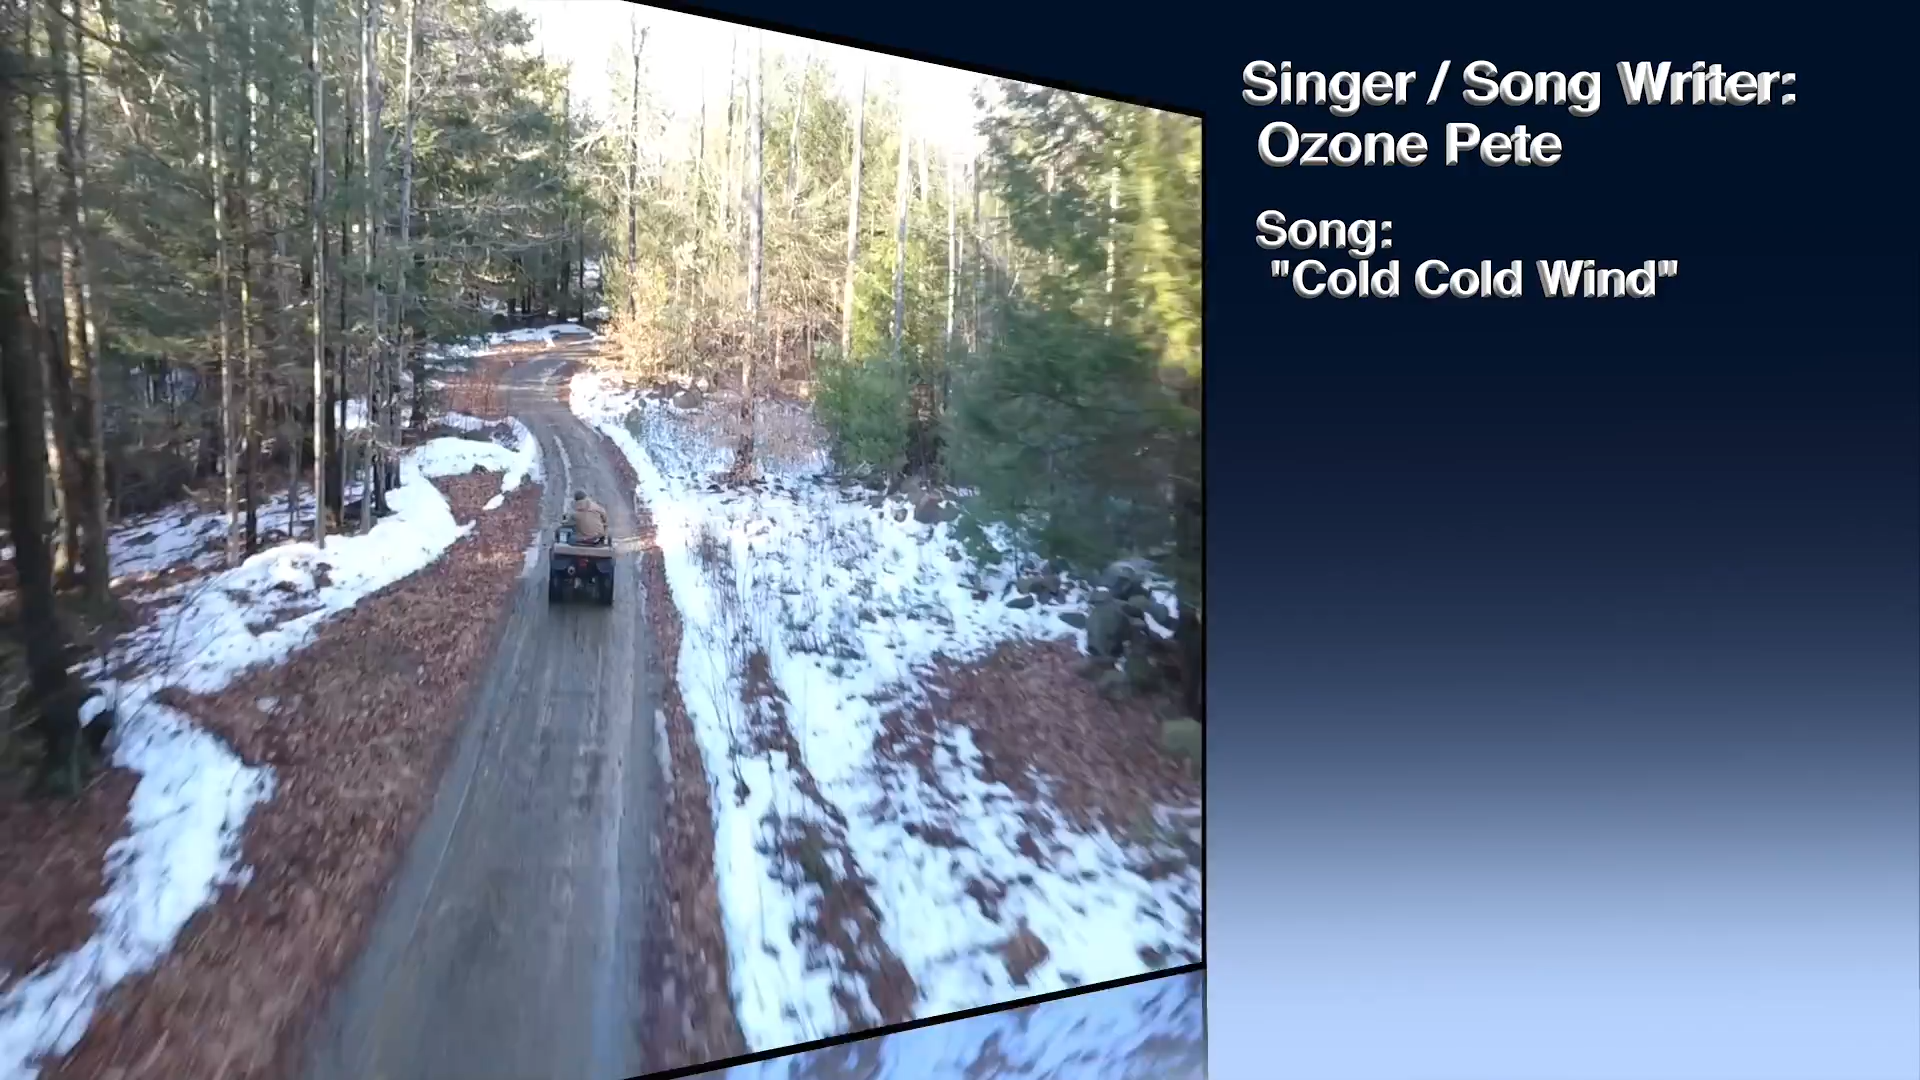 Singer / Song Writer:
Ozone Pete
Song:
"Cold Cold Wind"